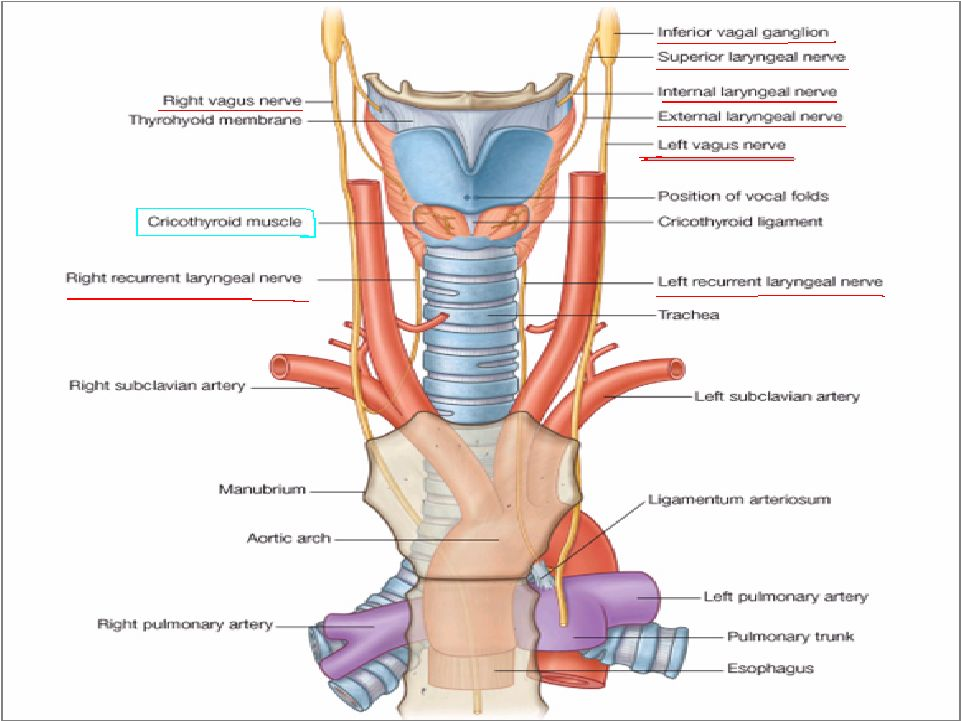 Inferior vagal ganglion
Superior laryngeal nerve
Right vagus nerve
Internal laryngeal nerve
Thyrohyoid membrane
External laryngeal nerve
Left vagus nerve
Position of vocal folds
Cricothyroid muscle
Cricothyroid ligament
Right recurrent laryngeal nerve
Left recurrent laryngeal nerve
Trachea
Right subclavian artery
Left subclavian artery
Manubrium
Ligamentum arteriosum
Aortic arch
Left pulmonary artery
Right pulmonary artery
Pulmonary trunk
Esophagus